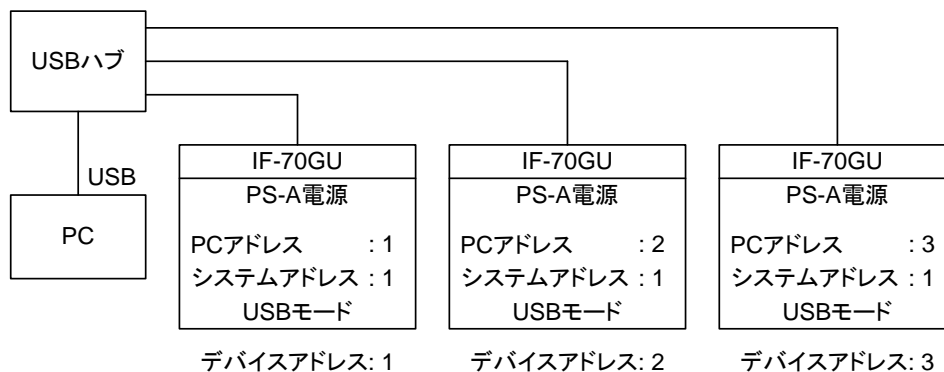 USBハブ
USB
PC
IF-70GU
PS-A電源
PCアドレス : 1
システムアドレス : 1
USBモード
デバイスアドレス: 1
IF-70GU
PS-A電源
PCアドレス : 2
システムアドレス : 1
USBモード
デバイスアドレス: 2
IF-70GU
PS-A電源
PCアドレス : 3
システムアドレス : 1
USBモード
デバイスアドレス: 3